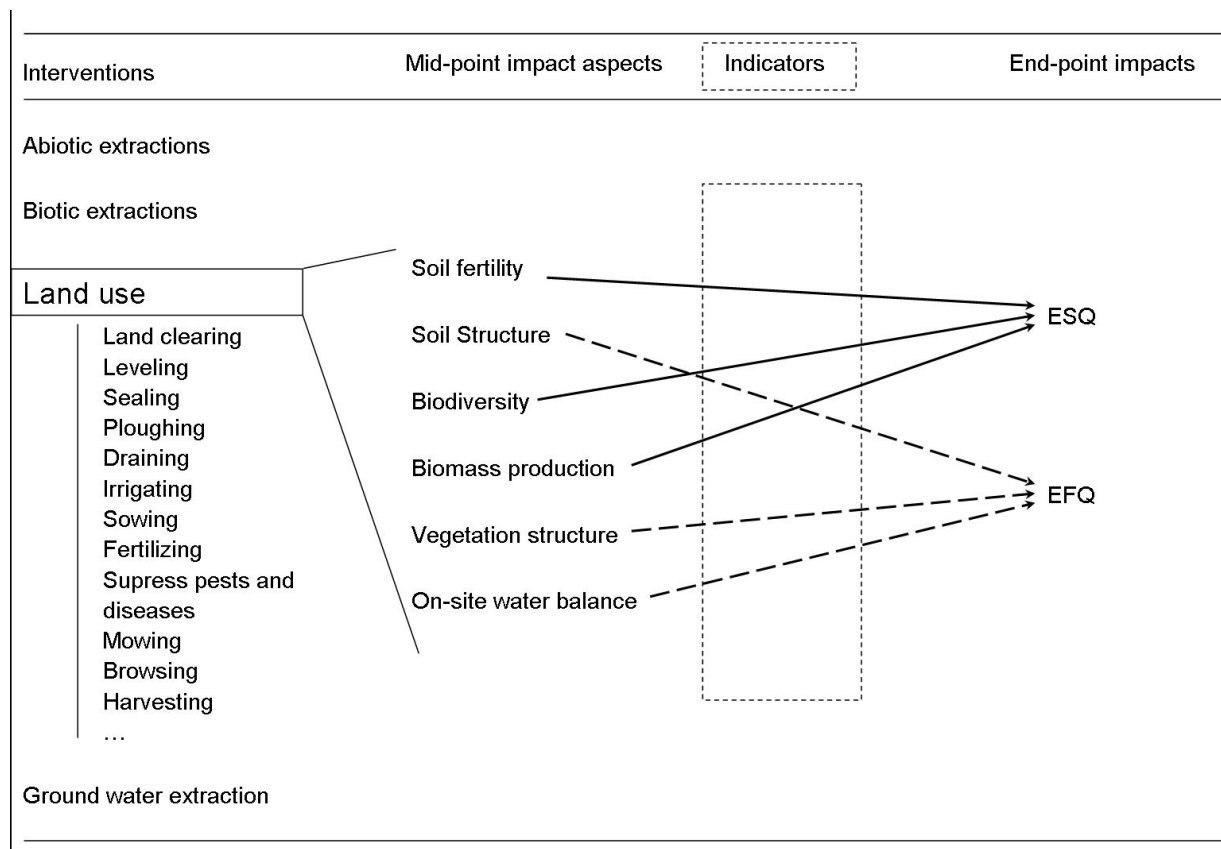 Interventions
Mid-point impact aspects
Indicators
End-point impacts
Abiotic extractions
Biotic extractions
Land use
Land clearing
Leveling
Sealing
Ploughing
Draining
Irrigating
Sowing
Fertilizing
Supress pests and
diseases
Mowing
Browsing
Harvesting
…
Soil fertility
Soil Structure
Biodiversity
Biomass production
Vegetation structure
On-site water balance
ESQ
EFQ
Ground water extraction